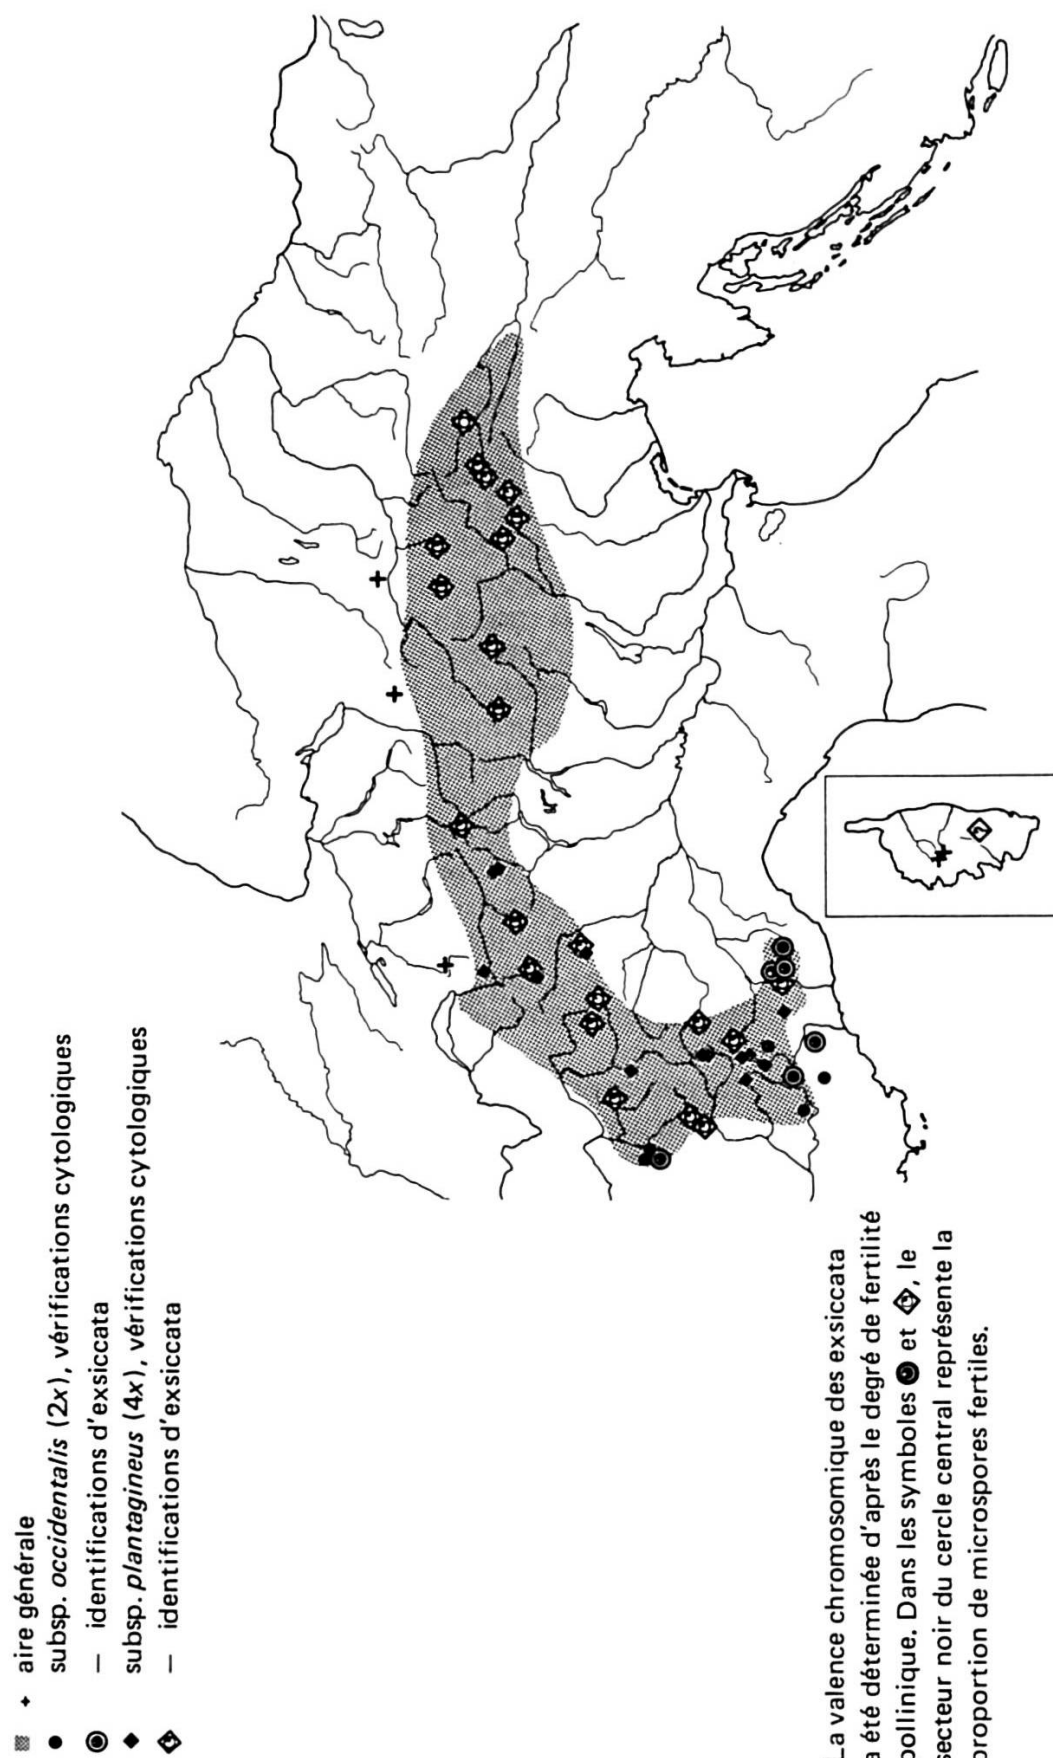 + aire générale
subsp. occidentalis (2x), vérifications cytologiques
— identifications d'exsiccata
subsp. plantagineus (4x), vérifications cytologiques
— identifications d'exsiccata
?
La valence chromosomique des exsiccata
a été déterminée d'après le degré de fertilité
pollinique. Dans les symboles et , le
secteur noir du cercle central représente la
proportion de microspores fertiles.